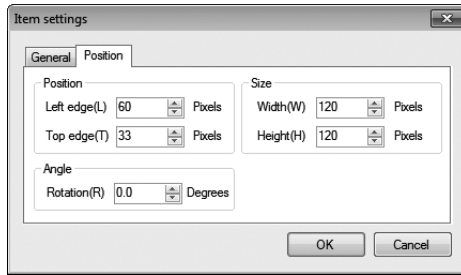 Item settings
General Position
Position
Left edge(L) 60 Pixels
Top edge(T) 33 Pixels
Size
Width(W) 120 Pixels
Height(H) 120 Pixels
Angle
Rotation(R) 0.0 Degrees
OK Cancel